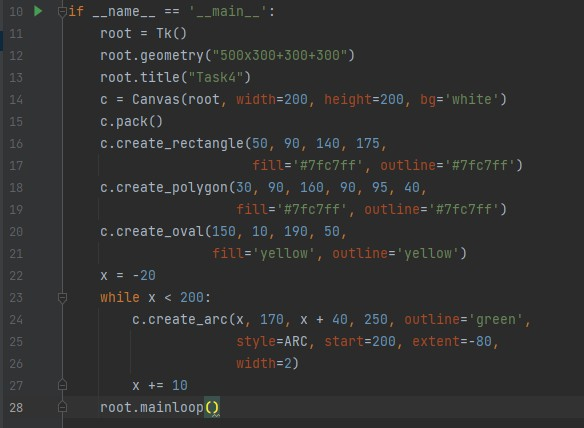 10 if __name__ == '__main__':
11 root = Tk()
12 root.geometry("500x300+300+300")
13 root.title("Task4")
14 c = Canvas(root, width=200, height=200, bg='white')
15 c.pack()
16 c.create_rectangle(50, 90, 140, 175,
17 fill='#7fc7ff', outline='#7fc7ff')
18 c.create_polygon(30, 90, 160, 90, 95, 40,
19 fill='#7fc7ff', outline='#7fc7ff')
20 c.create_oval(150, 10, 190, 50,
21 fill='yellow', outline='yellow')
22 x = -20
23 while x < 200:
24 c.create_arc(x, 170, x + 40, 250, outline='green',
25 style=ARC, start=200, extent=-80,
26 width=2)
27 x += 10
28 root.mainloop()